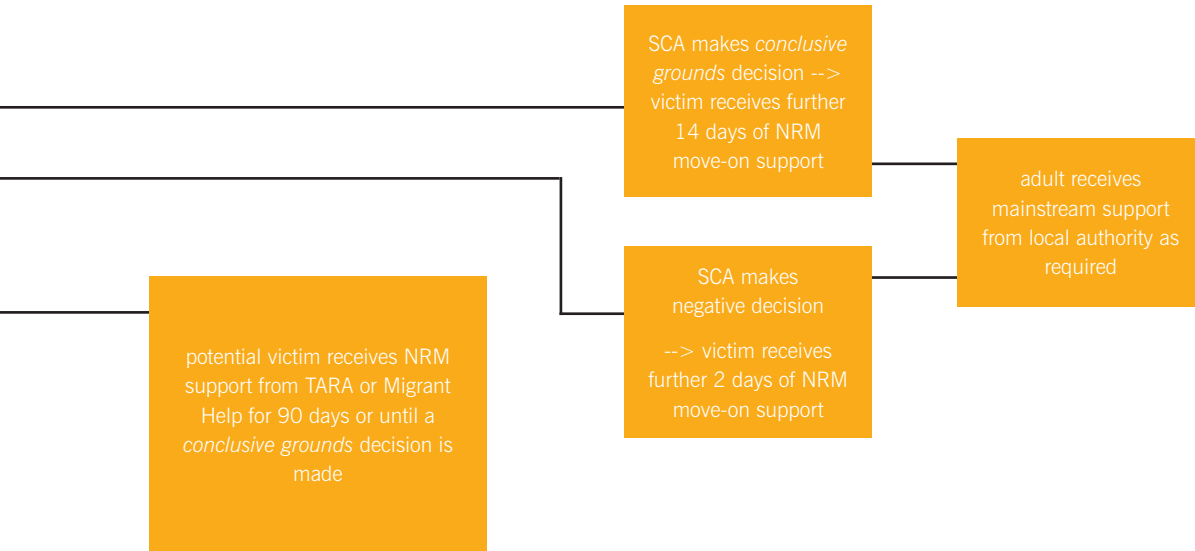 SCA makes conclusive
grounds decision -->
victim receives further
14 days of NRM
move-on support
adult receives
mainstream support
from local authority as
required
SCA makes
negative decision
--> victim receives
further 2 days of NRM
move-on support
potential victim receives NRM
support from TARA or Migrant
Help for 90 days or until a
conclusive grounds decision is
made